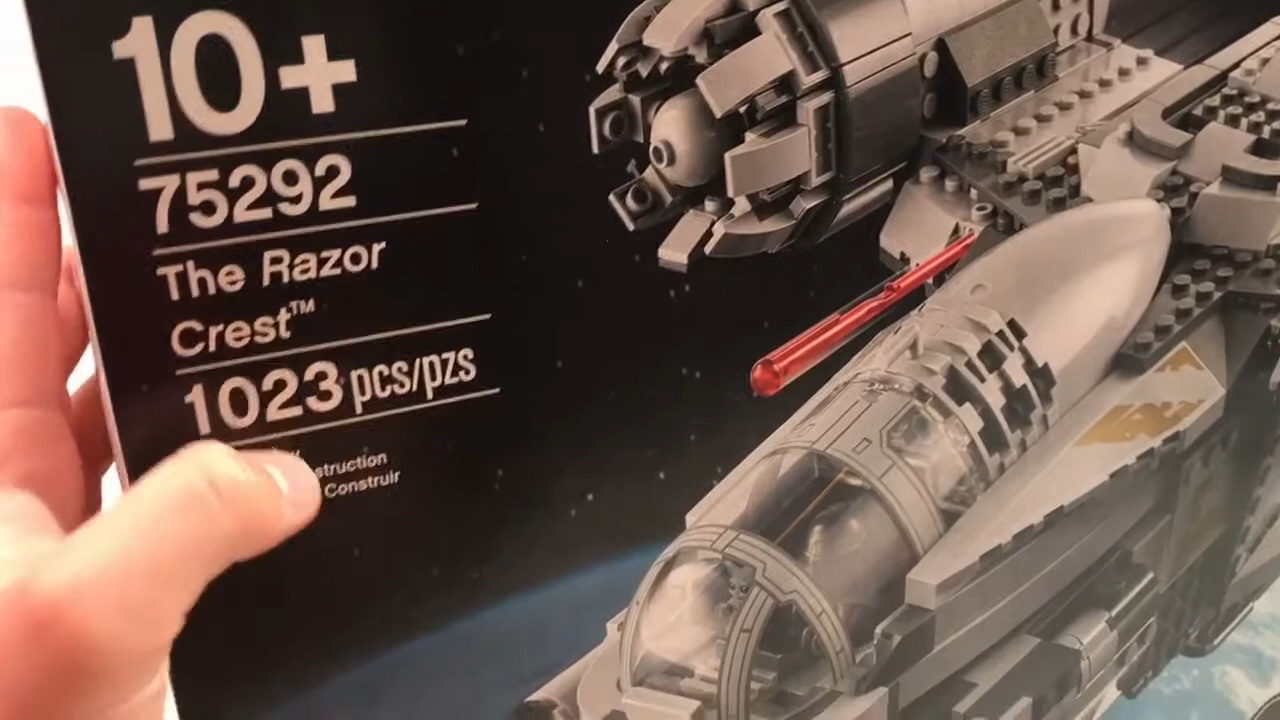 10+
75292
The Razor
Crest™
1023 pcs/pzs
struction
Construir